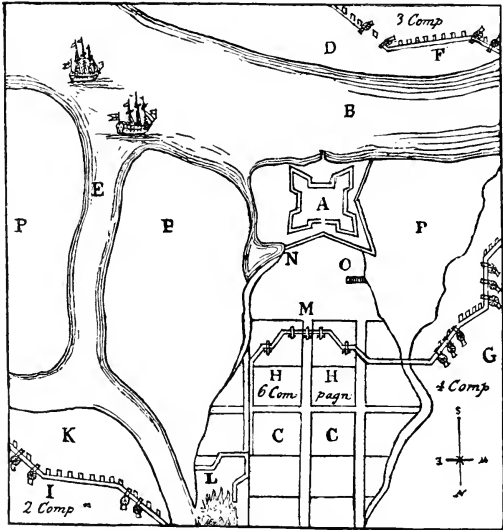 3 Comp
D F
B
E A
P P
N O
M
G
H H
6 Com pagn
4 Comp
S
K C C
E
L
I
2 Comp